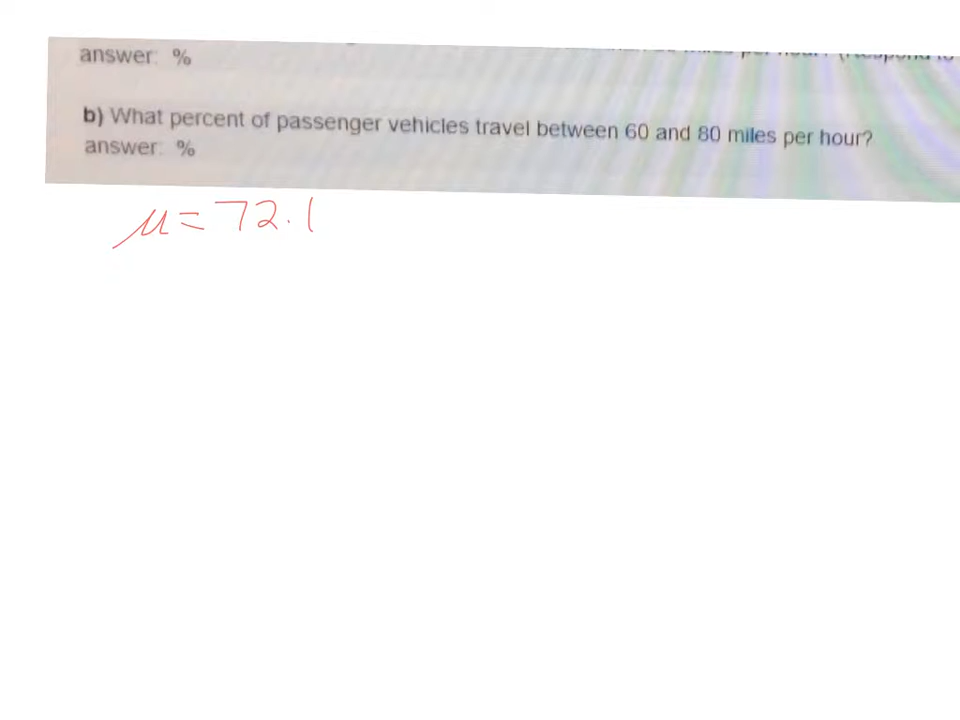 answer: %
b) What percent of passenger vehicles travel between 60 and 80 miles per hour?
answer: %
μ = 72.1